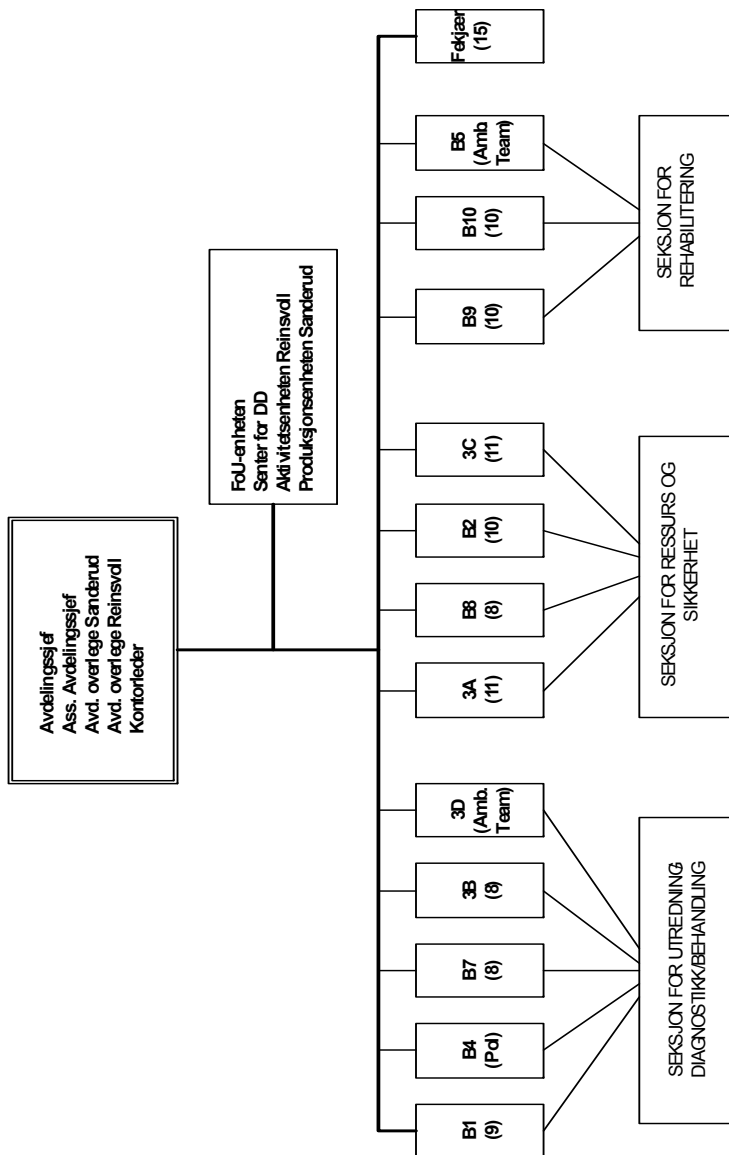 Avdelingssjef
Ass. Avdelingssjef
Avd. overlege Sanderud
Avd. overlege Reinsvoll
Kontorleder
FoU-enheten
Senter for DD
Aktivitetsenheten Reinsvoll
Produksjonsenheten Sanderud
B1
(9)
B4
(Pol)
B7
(8)
3B
(8)
3D
(Amb.
Team)
3A
(11)
B8
(8)
B2
(10)
3C
(11)
B9
(10)
B10
(10)
B5
(Amb.
Team)
Fekjær
(15)
SEKSJON FOR UTREDNING,
DIAGNOSTIKK/BEHANDLING
SEKSJON FOR RESSURS OG
SIKKERHET
SEKSJON FOR
REHABILITERING